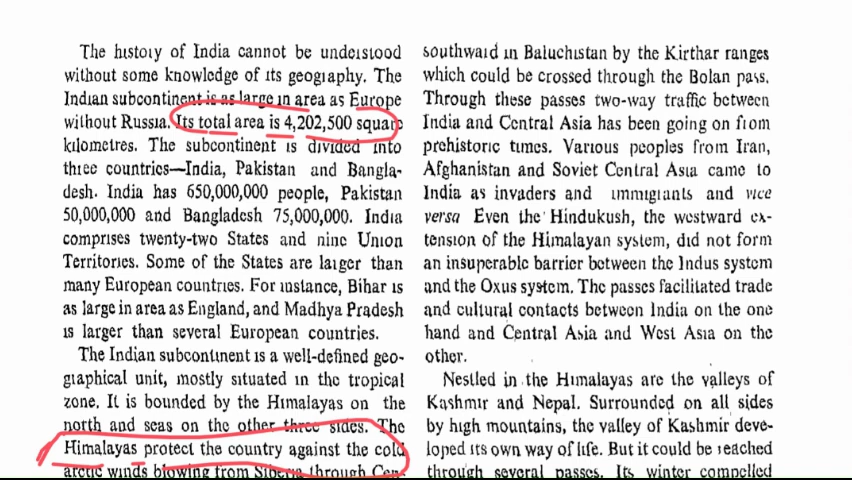 The history of India cannot be understood
without some knowledge of its geography. The
Indian subcontinent is as large in area as Europe
without Russia. Its total area is 4,202,500 square
kilometres. The subcontinent is divided into
three countries—India, Pakistan and Bangla-
desh. India has 650,000,000 people, Pakistan
50,000,000 and Bangladesh 75,000,000. India
comprises twenty-two States and nine Union
Territories. Some of the States are larger than
many European countries. For instance, Bihar is
as large in area as England, and Madhya Pradesh
is larger than several European countries.
The Indian subcontinent is a well-defined geo-
graphical unit, mostly situated in the tropical
zone. It is bounded by the Himalayas on the
north and seas on the other three sides. The
Himalayas protect the country against the cold
arctic winds blowing from Siberia through Cen-
southward in Baluchistan by the Kirthar ranges
which could be crossed through the Bolan pass.
Through these passes two-way traffic between
India and Central Asia has been going on from
prehistoric times. Various peoples from Iran,
Afghanistan and Soviet Central Asia came to
India as invaders and immigrants and vice
versa Even the Hindukush, the westward ex-
tension of the Himalayan system, did not form
an insuperable barrier between the Indus system
and the Oxus system. The passes facilitated trade
and cultural contacts between India on the one
hand and Central Asia and West Asia on the
other.
Nestled in the Himalayas are the valleys of
Kashmir and Nepal. Surrounded on all sides
by high mountains, the valley of Kashmir deve-
loped its own way of life. But it could be reached
through several passes. Its winter compelled